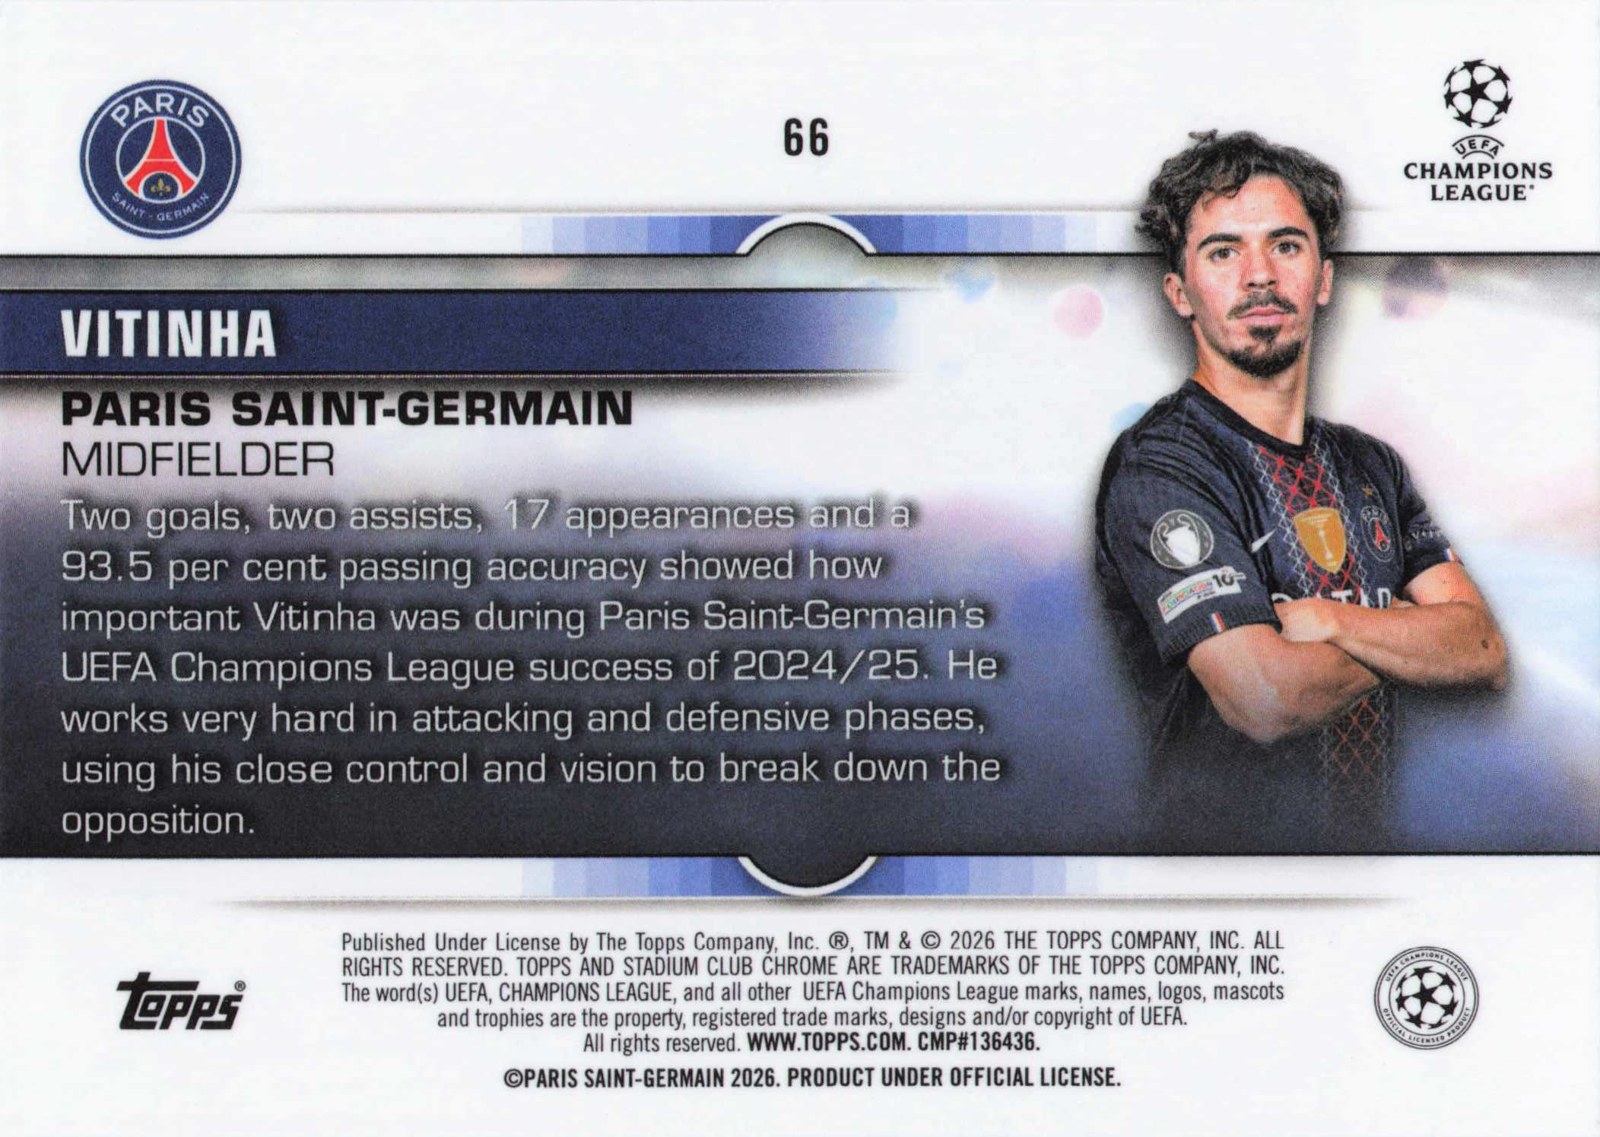 PARIS
SAINT-GERMAIN
66
UEFA
CHAMPIONS
LEAGUE
VITINHA
PARIS SAINT-GERMAIN
MIDFIELDER
Two goals, two assists, 17 appearances and a
93.5 per cent passing accuracy showed how
important Vitinha was during Paris Saint-Germain's
UEFA Champions League success of 2024/25. He
works very hard in attacking and defensive phases,
using his close control and vision to break down the
opposition.
topps®
Published Under License by The Topps Company, Inc. ®, TM & © 2026 THE TOPPS COMPANY, INC. ALL
RIGHTS RESERVED. TOPPS AND STADIUM CLUB CHROME ARE TRADEMARKS OF THE TOPPS COMPANY, INC.
The word(s) UEFA, CHAMPIONS LEAGUE, and all other UEFA Champions League marks, names, logos, mascots
and trophies are the property, registered trade marks, designs and/or copyright of UEFA.
All rights reserved. WWW.TOPPS.COM. CMP#136436.
©PARIS SAINT-GERMAIN 2026. PRODUCT UNDER OFFICIAL LICENSE.
UEFA CHAMPIONS LEAGUE
OFFICIAL LICENSED PRODUCT